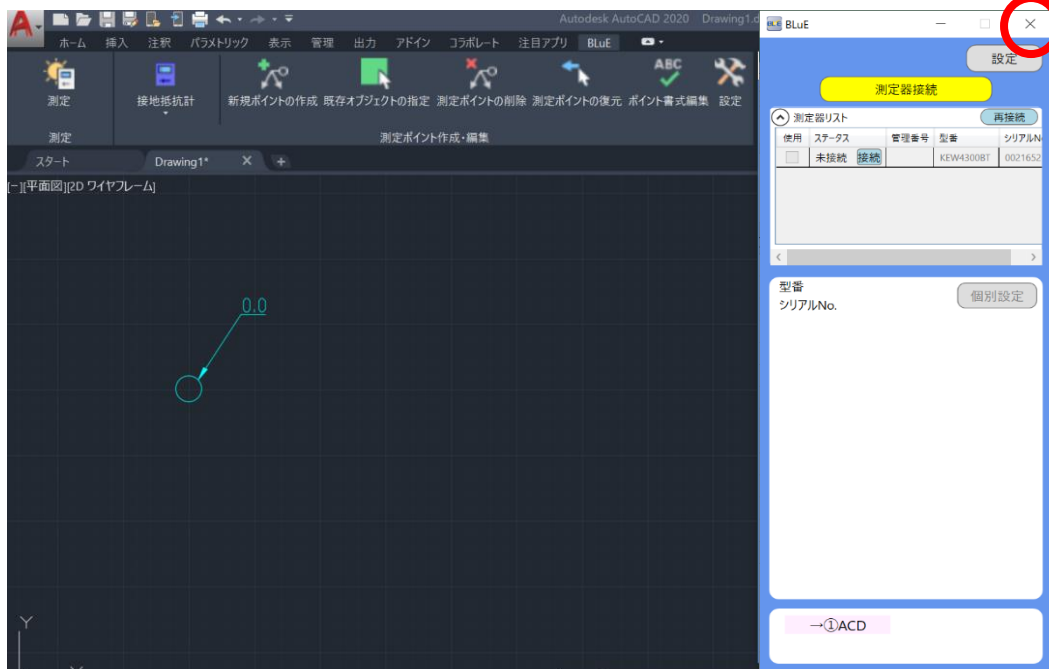 Autodesk AutoCAD 2020 Drawing1.d
ホーム 挿入 注釈 パラメトリック 表示 管理 出力 アドイン コラボレート 注目アプリ BLuE
測定 接地抵抗計 新規ポイントの作成 既存オブジェクトの指定 測定ポイントの削除 測定ポイントの復元 ABC ポイント書式編集 設定
測定 測定ポイント作成・編集
スタート Drawing1* X +
[-][平面図][2D ワイヤフレーム]
0.0
Y
X
BLuE
設定
測定器接続
測定器リスト 再接続
使用 ステータス 管理番号 型番 シリアルN
未接続 接続 KEW4300BT 0021652
型番
シリアルNo.
個別設定
→①ACD